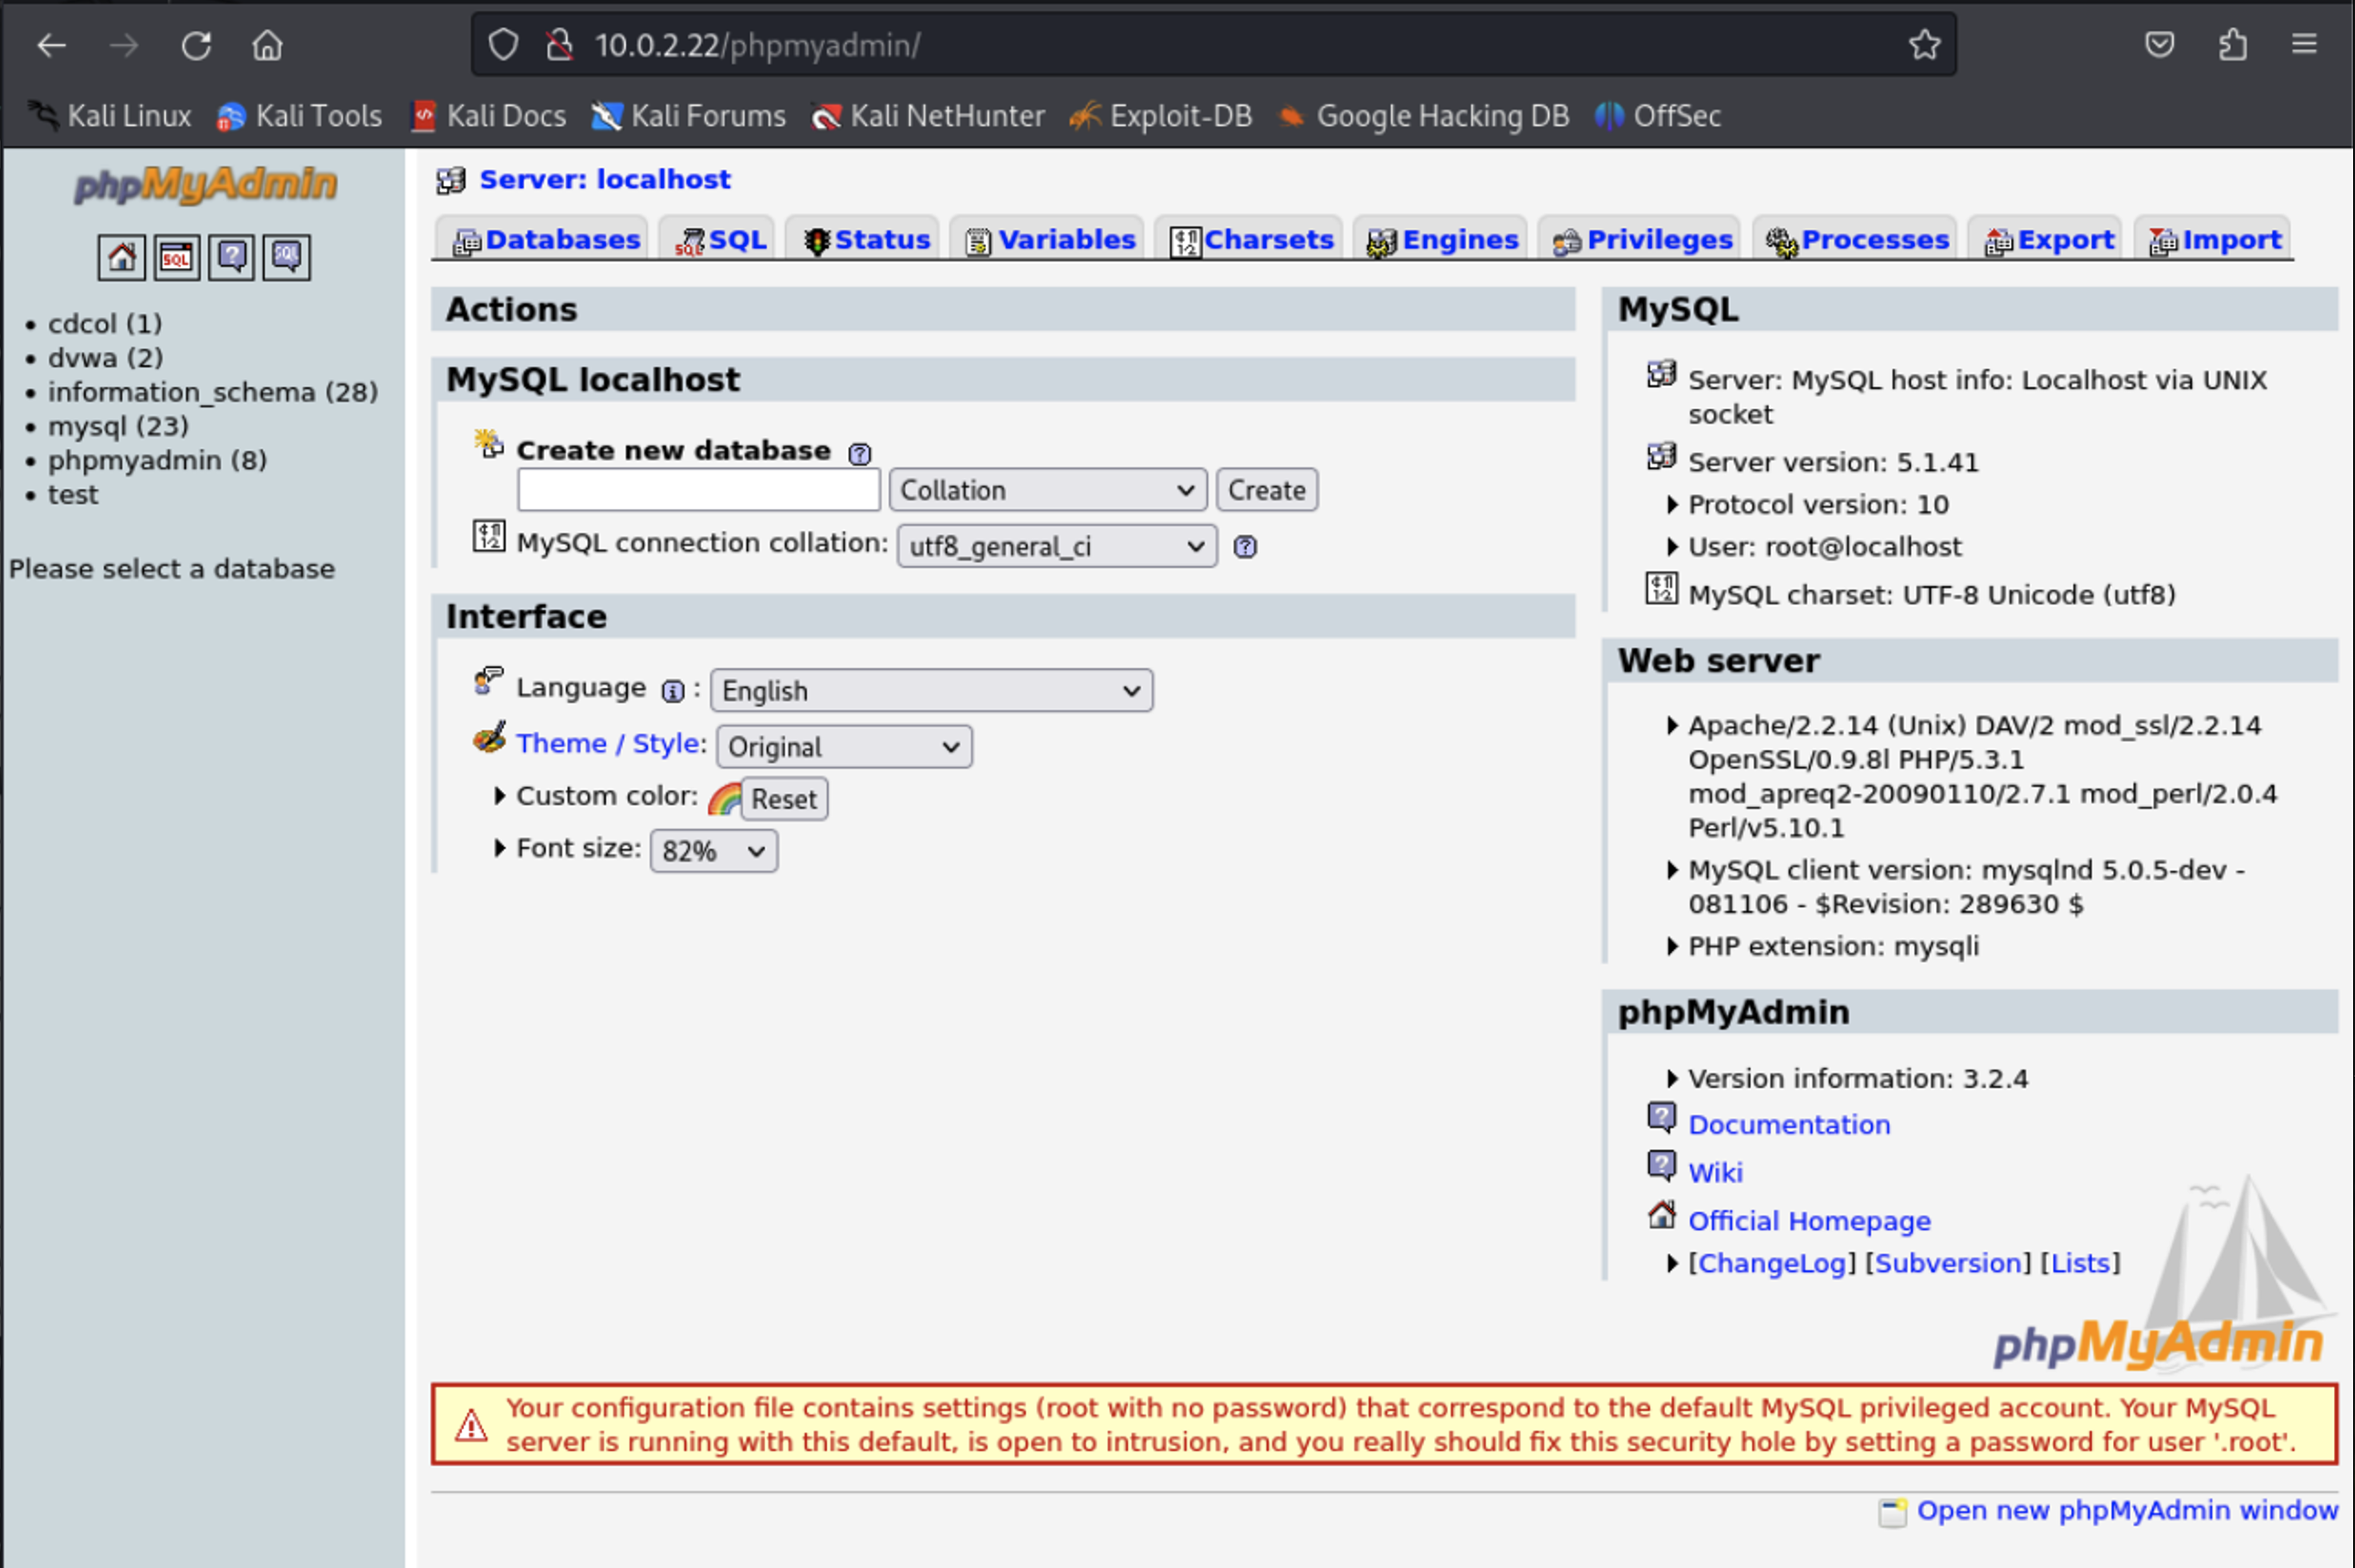 10.0.2.22/phpmyadmin/
Kali Linux Kali Tools Kali Docs Kali Forums Kali NetHunter Exploit-DB Google Hacking DB OffSec
phpMyAdmin
SQL
SQL
cdcol (1)
dvwa (2)
information_schema (28)
mysql (23)
phpmyadmin (8)
test
Please select a database
Server: localhost
Databases SQL Status Variables Charsets Engines Privileges Processes Export Import
Actions
MySQL localhost
Create new database
Collation Create
MySQL connection collation: utf8_general_ci
Interface
Language : English
Theme / Style: Original
Custom color: Reset
Font size: 82%
MySQL
Server: MySQL host info: Localhost via UNIX
socket
Server version: 5.1.41
Protocol version: 10
User: root@localhost
MySQL charset: UTF-8 Unicode (utf8)
Web server
Apache/2.2.14 (Unix) DAV/2 mod_ssl/2.2.14
OpenSSL/0.9.8l PHP/5.3.1
mod_apreq2-20090110/2.7.1 mod_perl/2.0.4
Perl/v5.10.1
MySQL client version: mysqlnd 5.0.5-dev -
081106 - $Revision: 289630 $
PHP extension: mysqli
phpMyAdmin
Version information: 3.2.4
Documentation
Wiki
Official Homepage
[ChangeLog] [Subversion] [Lists]
phpMyAdmin
Your configuration file contains settings (root with no password) that correspond to the default MySQL privileged account. Your MySQL
server is running with this default, is open to intrusion, and you really should fix this security hole by setting a password for user '.root'.
Open new phpMyAdmin window